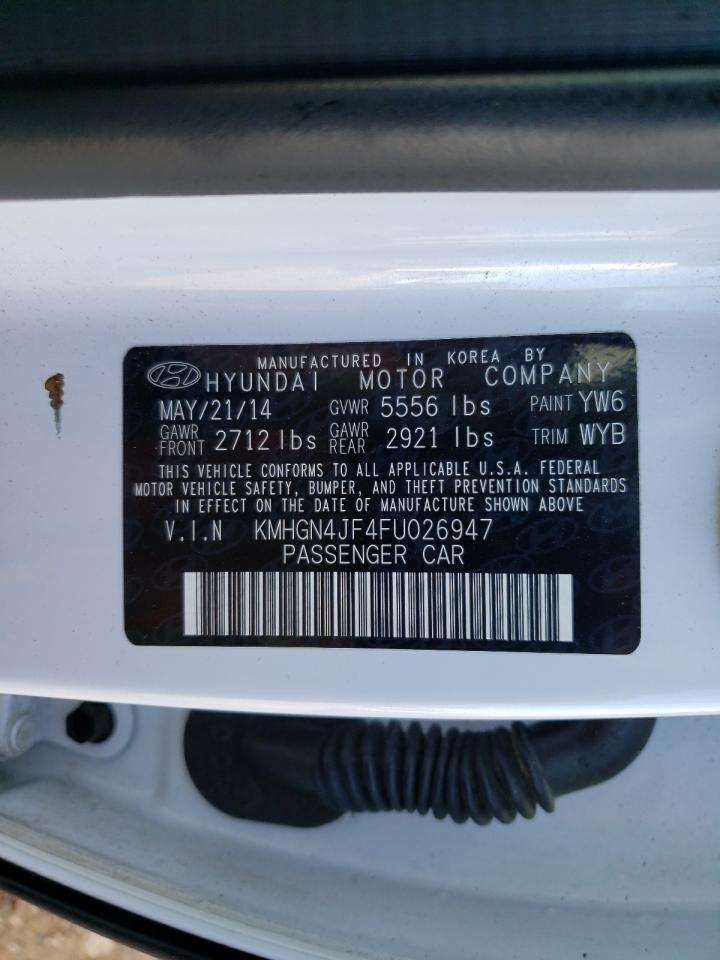 MANUFACTURED IN KOREA BY
HYUNDAI MOTOR COMPANY
MAY/21/14 GVWR 5556 lbs PAINT YW6
GAWR FRONT 2712 lbs GAWR REAR 2921 lbs TRIM WYB
THIS VEHICLE CONFORMS TO ALL APPLICABLE U.S.A. FEDERAL
MOTOR VEHICLE SAFETY, BUMPER, AND THEFT PREVENTION STANDARDS
IN EFFECT ON THE DATE OF MANUFACTURE SHOWN ABOVE
V.I.N KMHGN4JF4FU026947
PASSENGER CAR